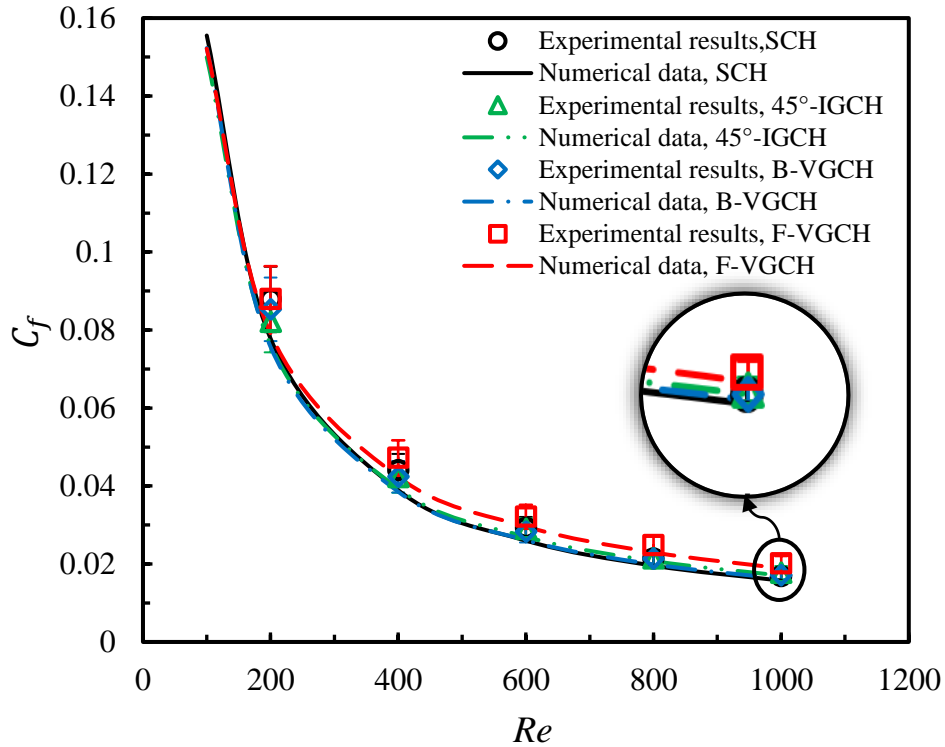 0.16
0.14
0.12
0.1
0.08
0.06
0.04
0.02
0
C_f
Experimental results,SCH
Numerical data, SCH
Experimental results, 45°-IGCH
Numerical data, 45°-IGCH
Experimental results, B-VGCH
Numerical data, B-VGCH
Experimental results, F-VGCH
Numerical data, F-VGCH
0 200 400 600 800 1000 1200
Re